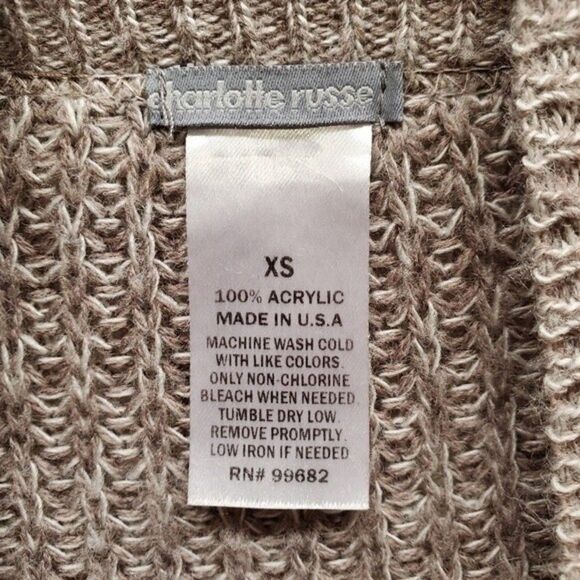 charlotte russe
XS
100% ACRYLIC
MADE IN U.S.A
MACHINE WASH COLD
WITH LIKE COLORS.
ONLY NON-CHLORINE
BLEACH WHEN NEEDED.
TUMBLE DRY LOW.
REMOVE PROMPTLY.
LOW IRON IF NEEDED
RN# 99682